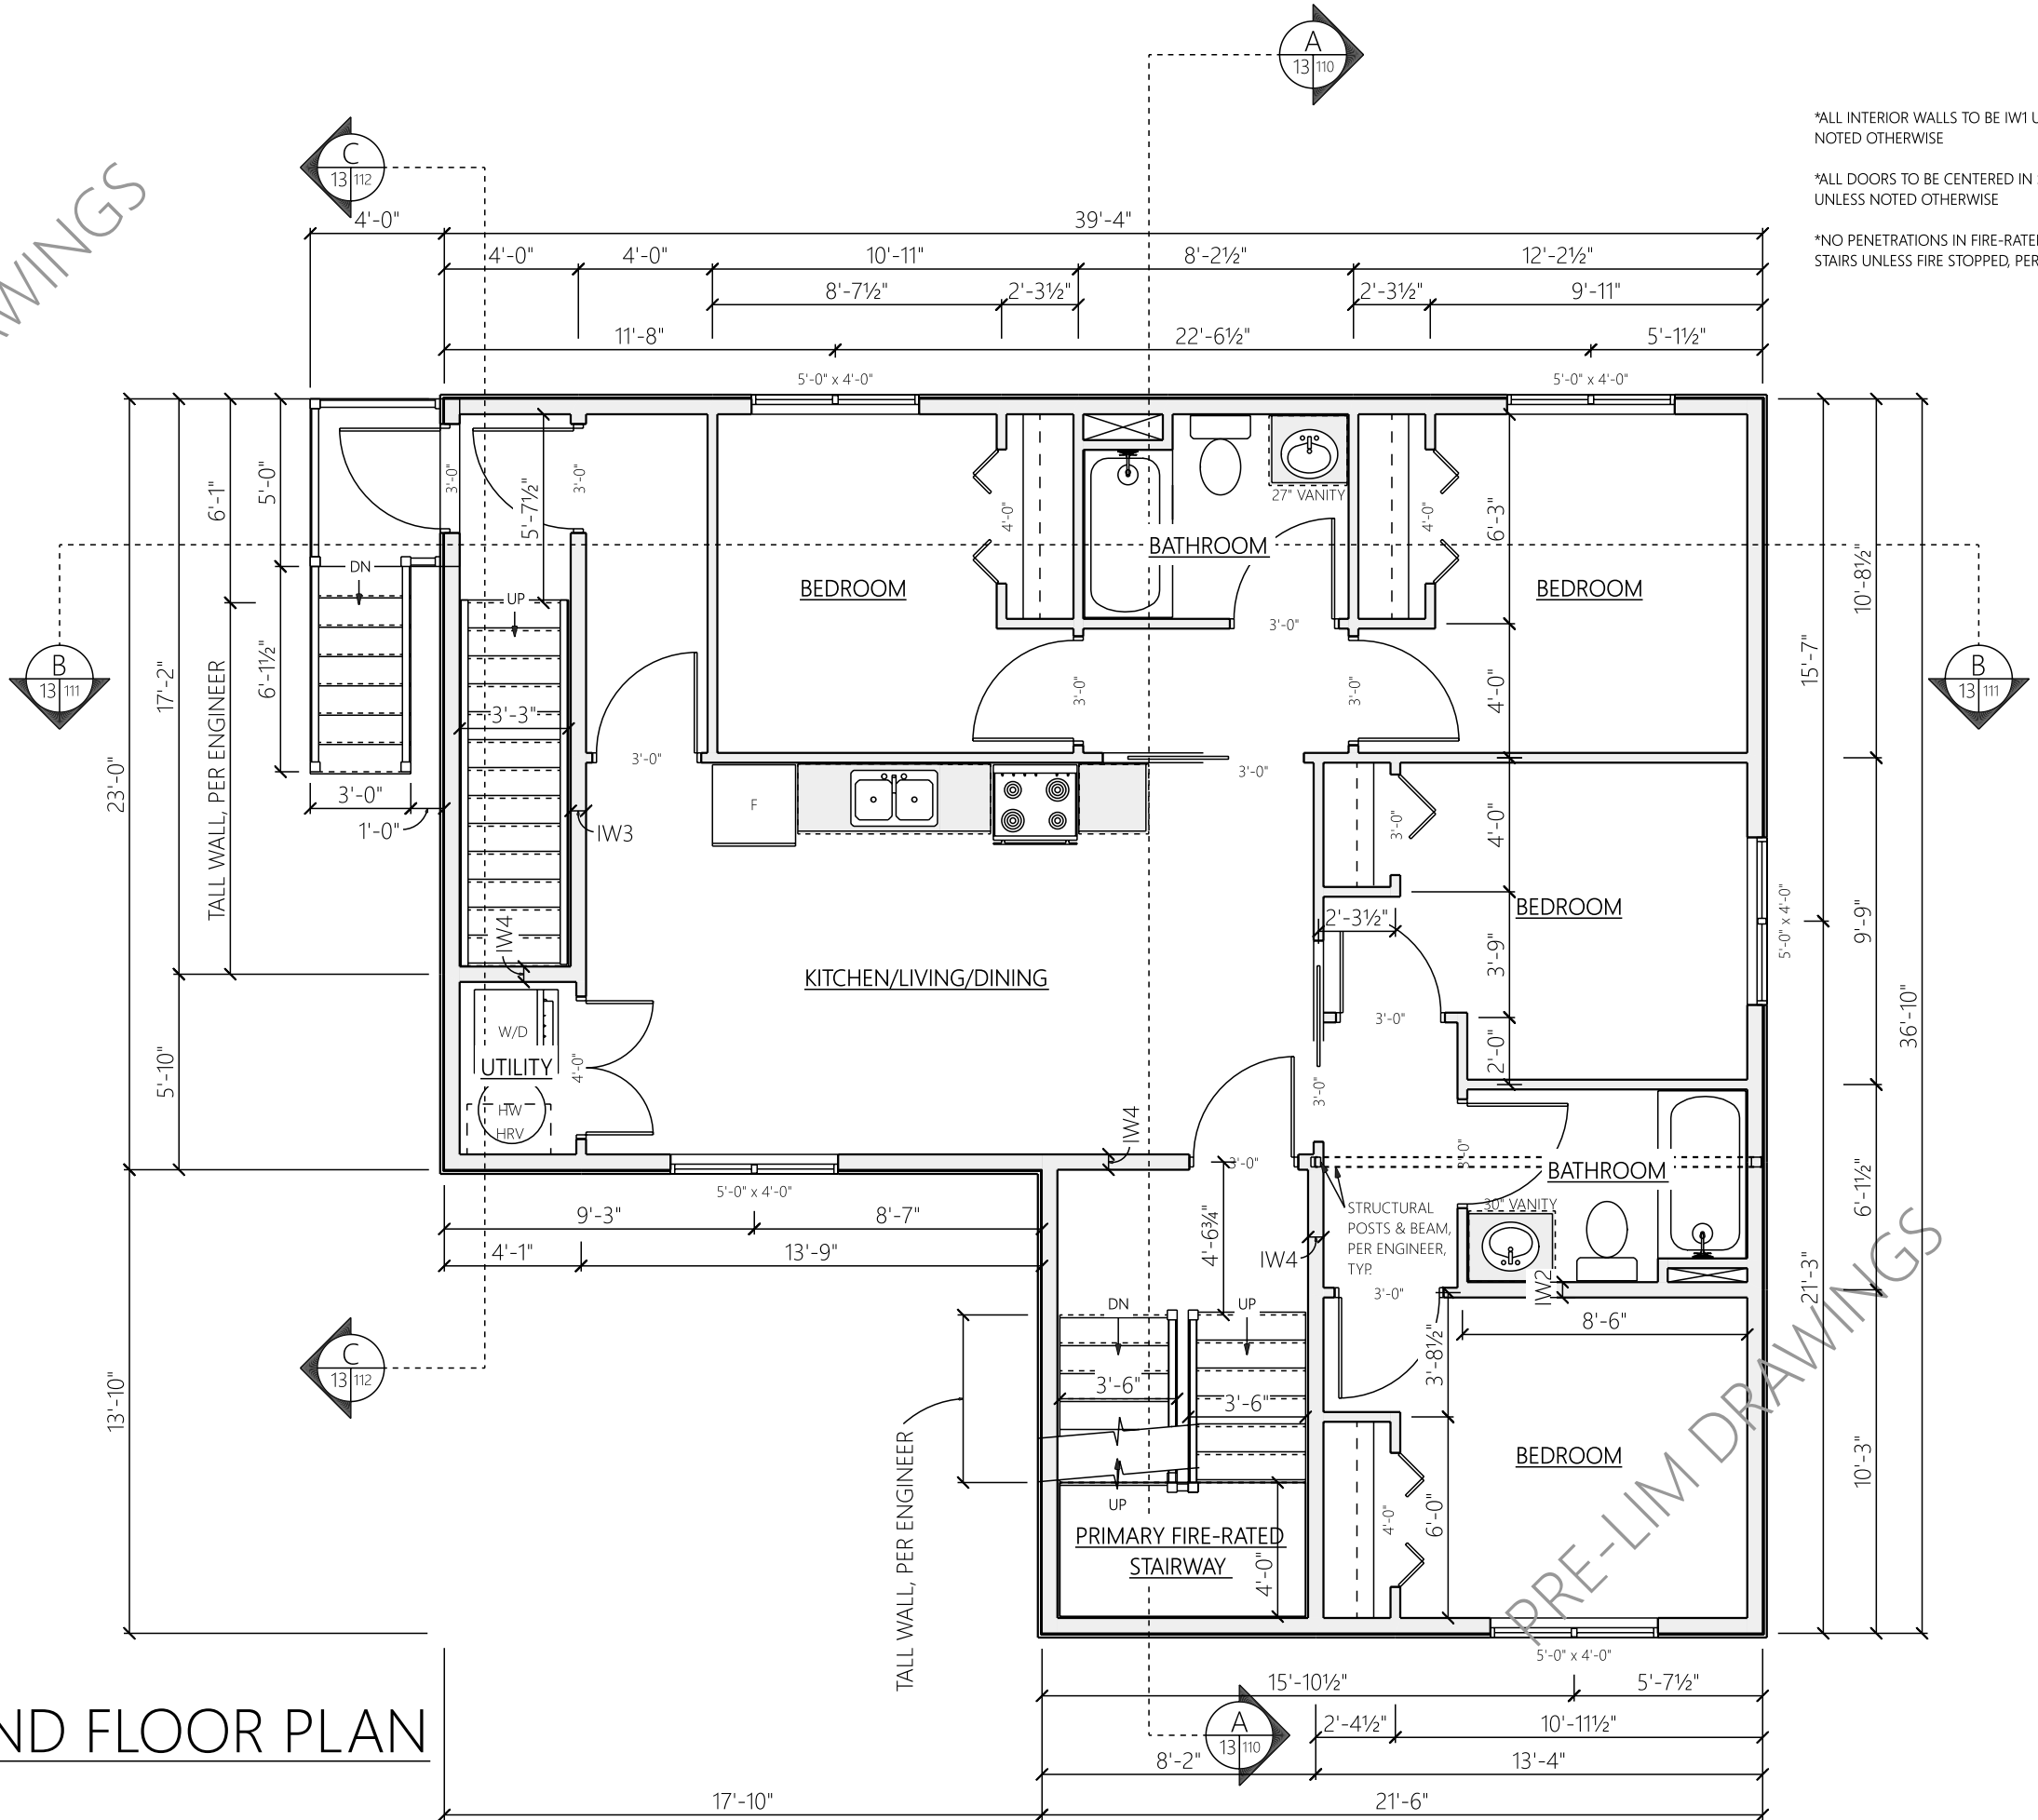 A
13 110
*ALL INTERIOR WALLS TO BE IW1 U
NOTED OTHERWISE
*ALL DOORS TO BE CENTERED IN
UNLESS NOTED OTHERWISE
*NO PENETRATIONS IN FIRE-RATE
STAIRS UNLESS FIRE STOPPED, PER
C
13 112
WINGS
4'-0" 39'-4"
4'-0" 4'-0" 10'-11" 8'-2½" 12'-2½"
8'-7½" 2'-3½" 2'-3½" 9'-11"
11'-8" 22'-6½" 5'-1½"
5'-0" x 4'-0" 5'-0" x 4'-0"
23'-0"
17'-2"
6'-1"
TALL WALL, PER ENGINEER
5'-0"
6'-11½"
3'-0"
5'-7½"
3'-0"
4'-0"
27" VANITY
4'-0"
6'-3"
BATHROOM
DN
BEDROOM
BEDROOM
UP
3'-0"
10'-8½"
15'-7"
36'-10"
B
13 111
B
13 111
3'-3"
3'-0"
3'-0"
4'-0"
3'-0"
3'-0"
3'-0"
1'-0"
F
IW3
3'-0"
4'-0"
BEDROOM
2'-3½"
5'-0" x 4'-0"
9'-9"
IW4
KITCHEN/LIVING/DINING
3'-9"
W/D
UTILITY
HW
HRV
4'-0"
5'-10"
3'-0"
2'-0"
3'-0"
IW4
3'-0"
3'-0"
BATHROOM
5'-0" x 4'-0"
30" VANITY
STRUCTURAL
POSTS & BEAM,
PER ENGINEER,
TYP.
6'-1½"
9'-3" 8'-7"
4'-1" 13'-9"
4'-6¾"
IW4
IW2
3'-0"
21'-3"
DN
UP
8'-6"
C
13 112
13'-10"
3'-8½"
3'-6"
3'-6"
TALL WALL, PER ENGINEER
BEDROOM
10'-3"
UP
4'-0"
6'-0"
PRIMARY FIRE-RATED
STAIRWAY
4'-0"
PRE-LIM DRAWINGS
5'-0" x 4'-0"
15'-10½" 5'-7½"
ND FLOOR PLAN
A
13 110
2'-4½" 10'-11½"
8'-2" 13'-4"
17'-10" 21'-6"